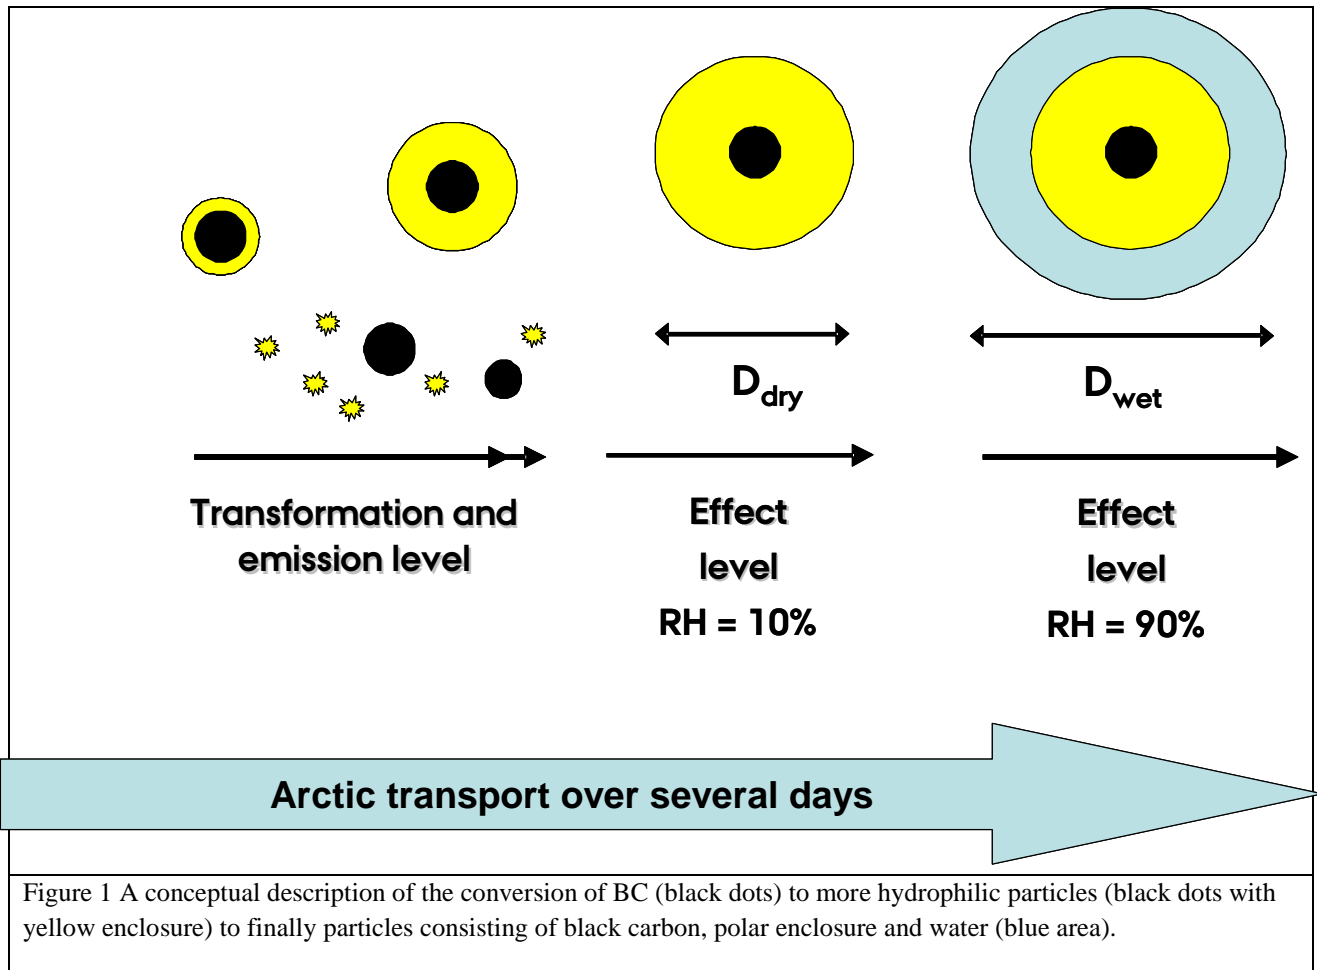 D_dry
D_wet
Transformation and
emission level
Effect
level
RH = 10%
Effect
level
RH = 90%
Arctic transport over several days
Figure 1 A conceptual description of the conversion of BC (black dots) to more hydrophilic particles (black dots with
yellow enclosure) to finally particles consisting of black carbon, polar enclosure and water (blue area).